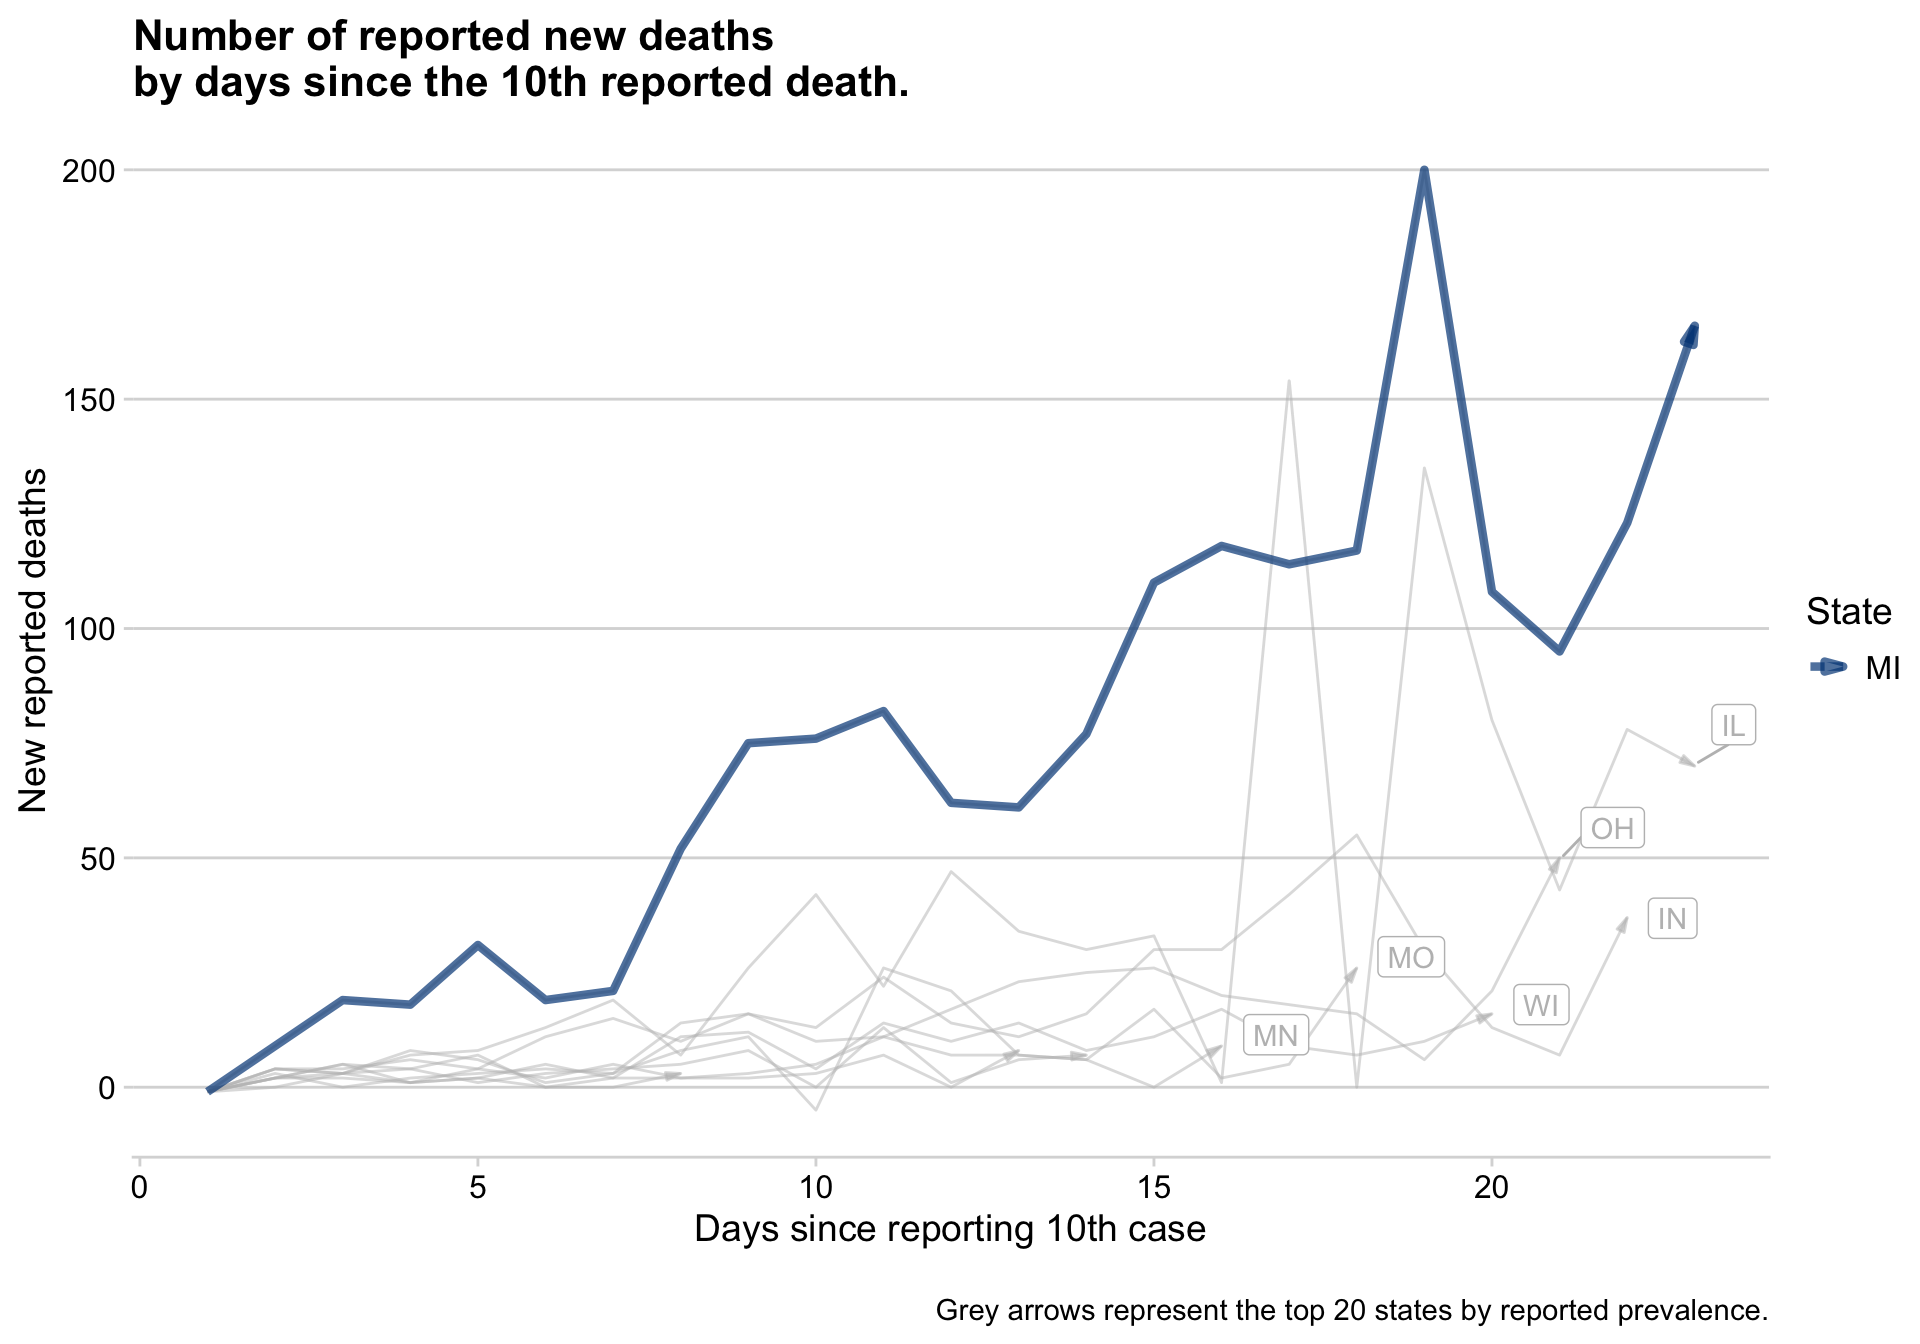 Number of reported new deaths
by days since the 10th reported death.
200
150
100
50
0
New reported deaths
0 5 10 15 20
Days since reporting 10th case
IL
OH
IN
MO
WI
MN
State
MI
Grey arrows represent the top 20 states by reported prevalence.